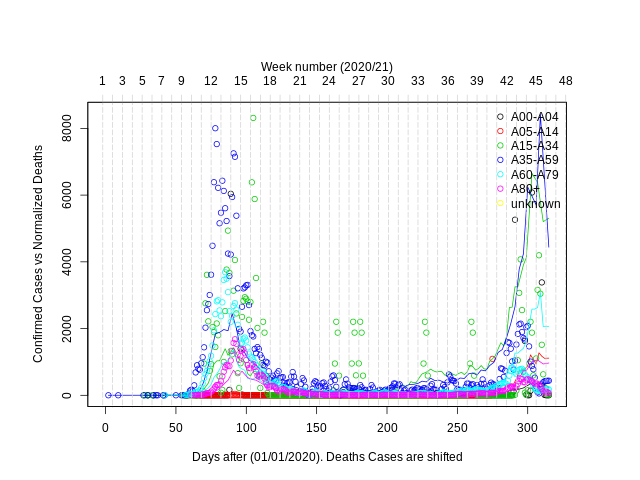 Week number (2020/21)
1 3 5 7 9 12 15 18 21 24 27 30 33 36 39 42 45 48
Confirmed Cases vs Normalized Deaths
8000
6000
4000
2000
0
A00-A04
A05-A14
A15-A34
A35-A59
A60-A79
A80+
unknown
0 50 100 150 200 250 300
Days after (01/01/2020). Deaths Cases are shifted